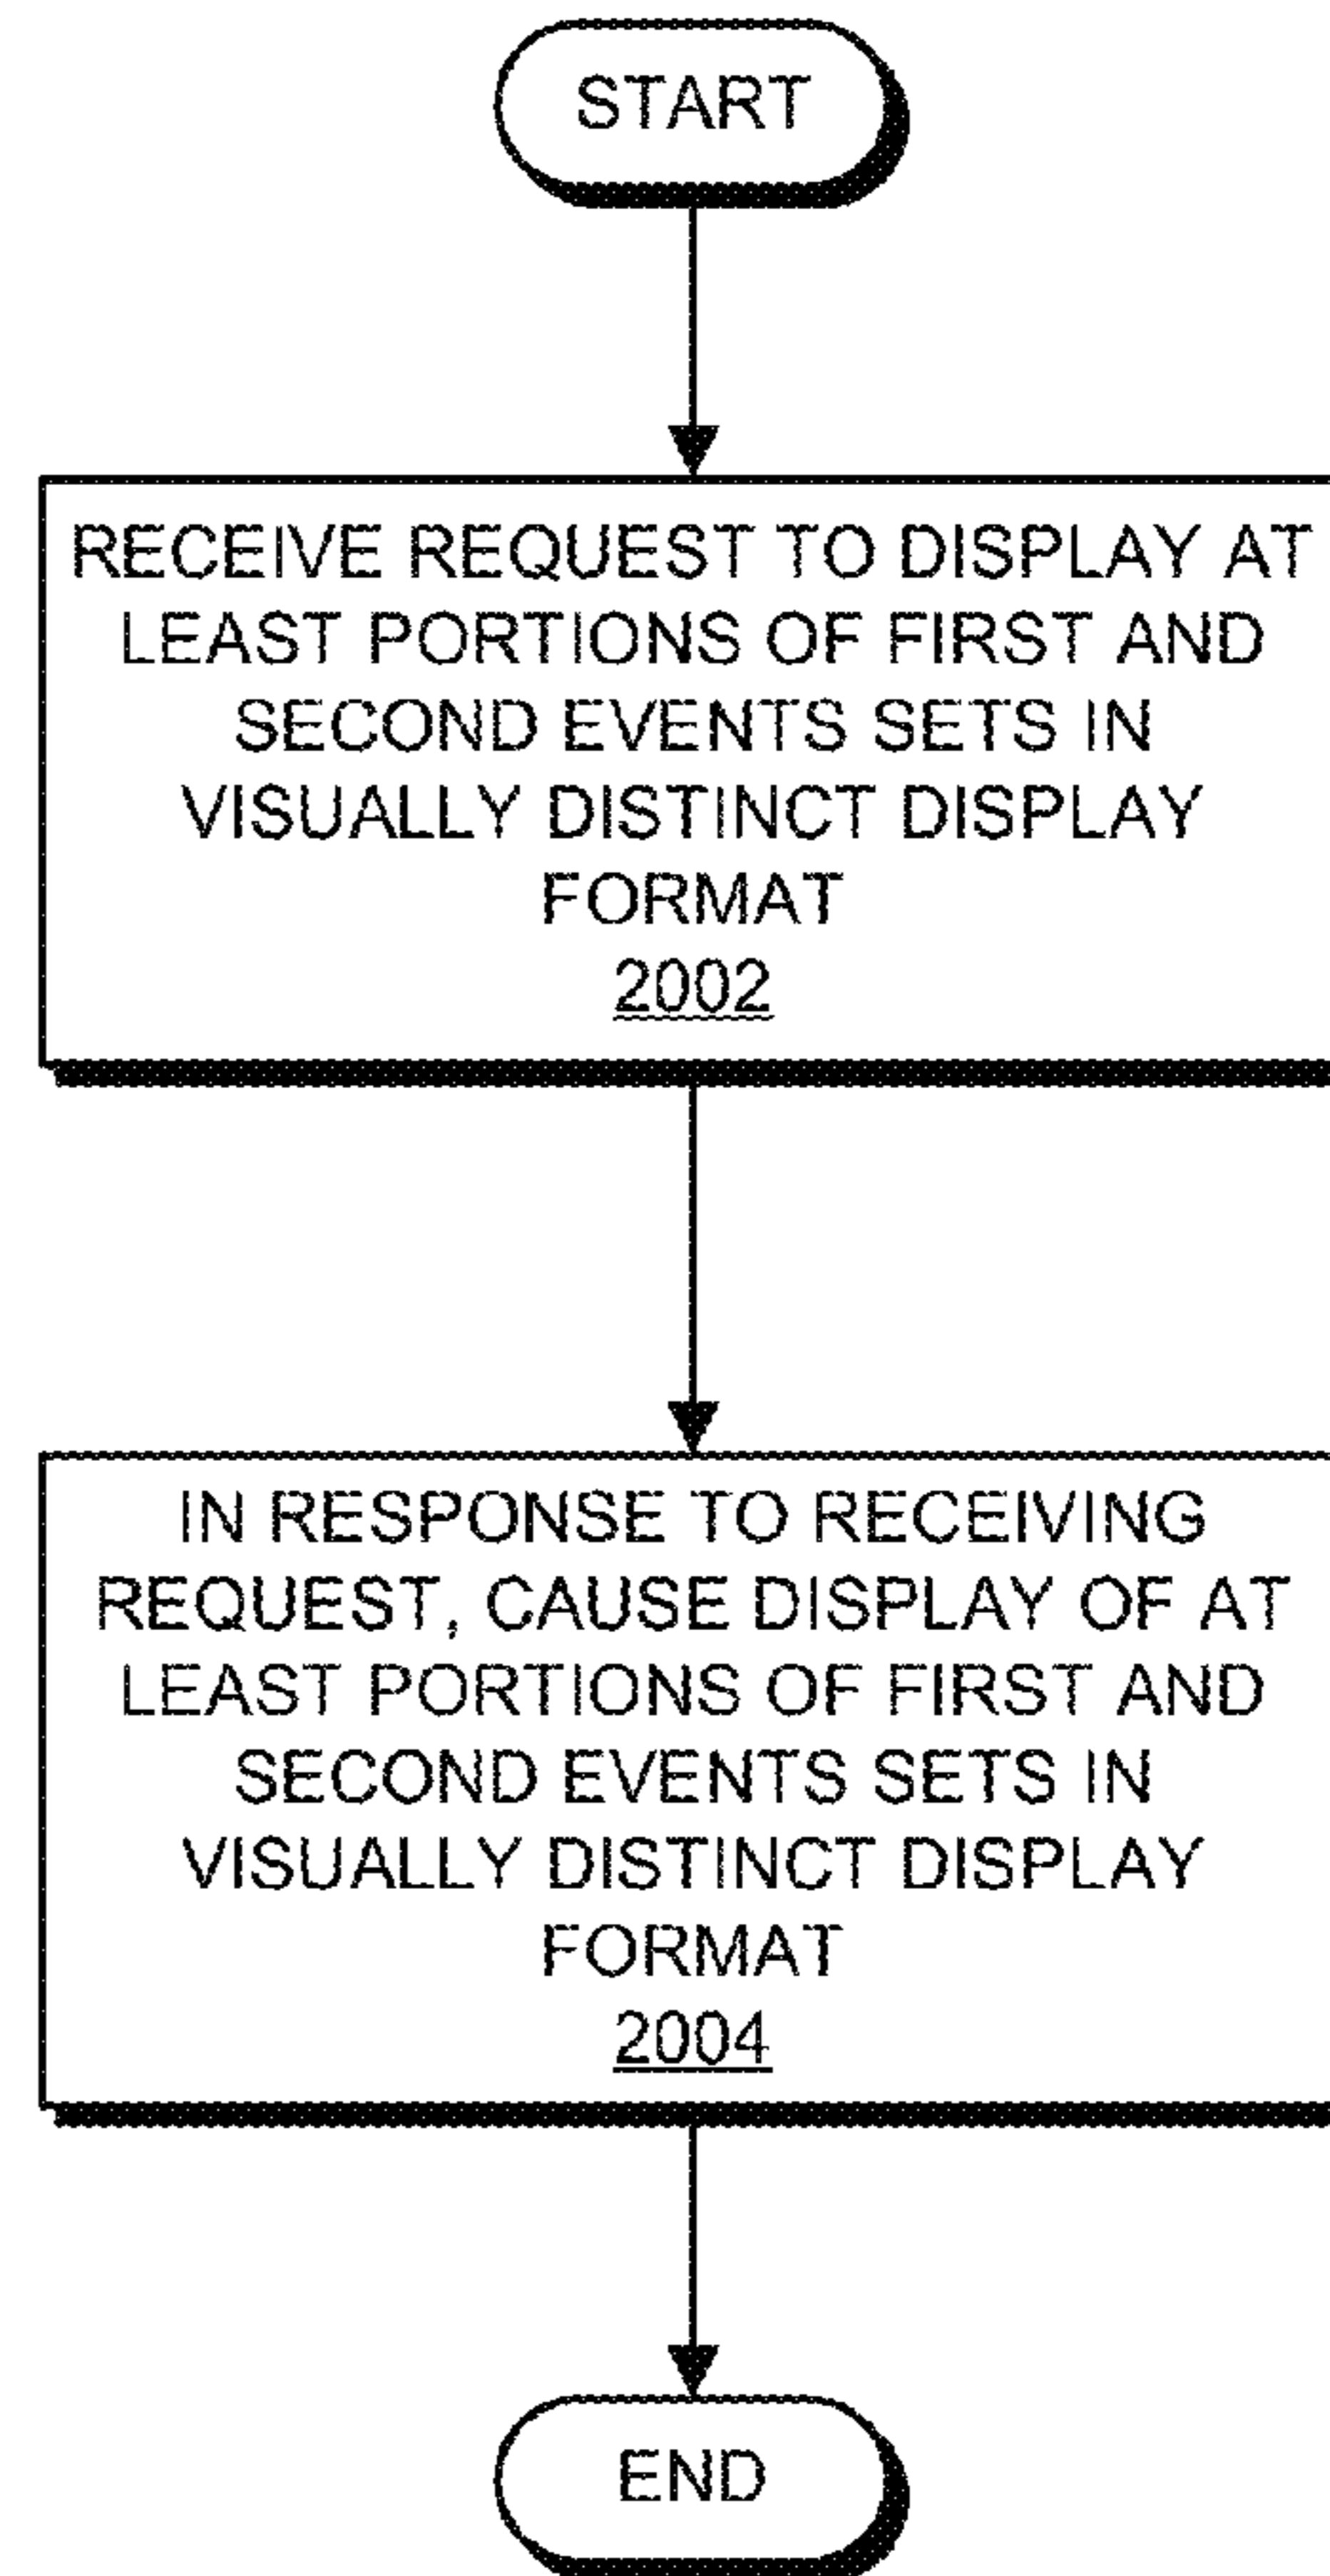 START
RECEIVE REQUEST TO DISPLAY AT
LEAST PORTIONS OF FIRST AND
SECOND EVENTS SETS IN
VISUALLY DISTINCT DISPLAY
FORMAT
2002
IN RESPONSE TO RECEIVING
REQUEST, CAUSE DISPLAY OF AT
LEAST PORTIONS OF FIRST AND
SECOND EVENTS SETS IN
VISUALLY DISTINCT DISPLAY
FORMAT
2004
END